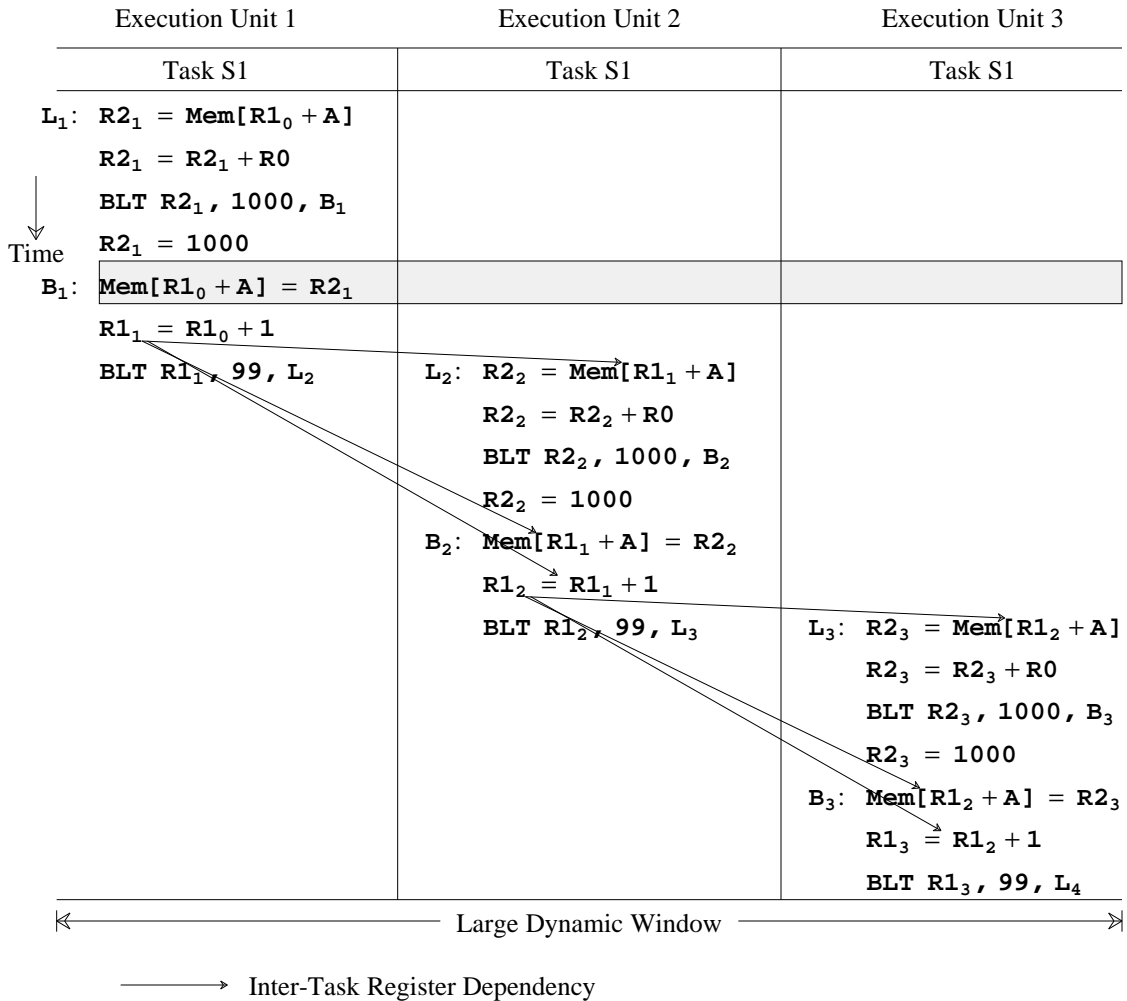 Execution Unit 1 Execution Unit 2 Execution Unit 3
Task S1 Task S1 Task S1
L₁: R2₁ = Mem[R1₀ + A]
R2₁ = R2₁ + R0
BLT R2₁, 1000, B₁
R2₁ = 1000
Time
B₁: Mem[R1₀ + A] = R2₁
R1₁ = R1₀ + 1
BLT R1₁, 99, L₂ L₂: R2₂ = Mem[R1₁ + A]
R2₂ = R2₂ + R0
BLT R2₂, 1000, B₂
R2₂ = 1000
B₂: Mem[R1₁ + A] = R2₂
R1₂ = R1₁ + 1
BLT R1₂, 99, L₃ L₃: R2₃ = Mem[R1₂ + A]
R2₃ = R2₃ + R0
BLT R2₃, 1000, B₃
R2₃ = 1000
B₃: Mem[R1₂ + A] = R2₃
R1₃ = R1₂ + 1
BLT R1₃, 99, L₄
Large Dynamic Window
Inter-Task Register Dependency